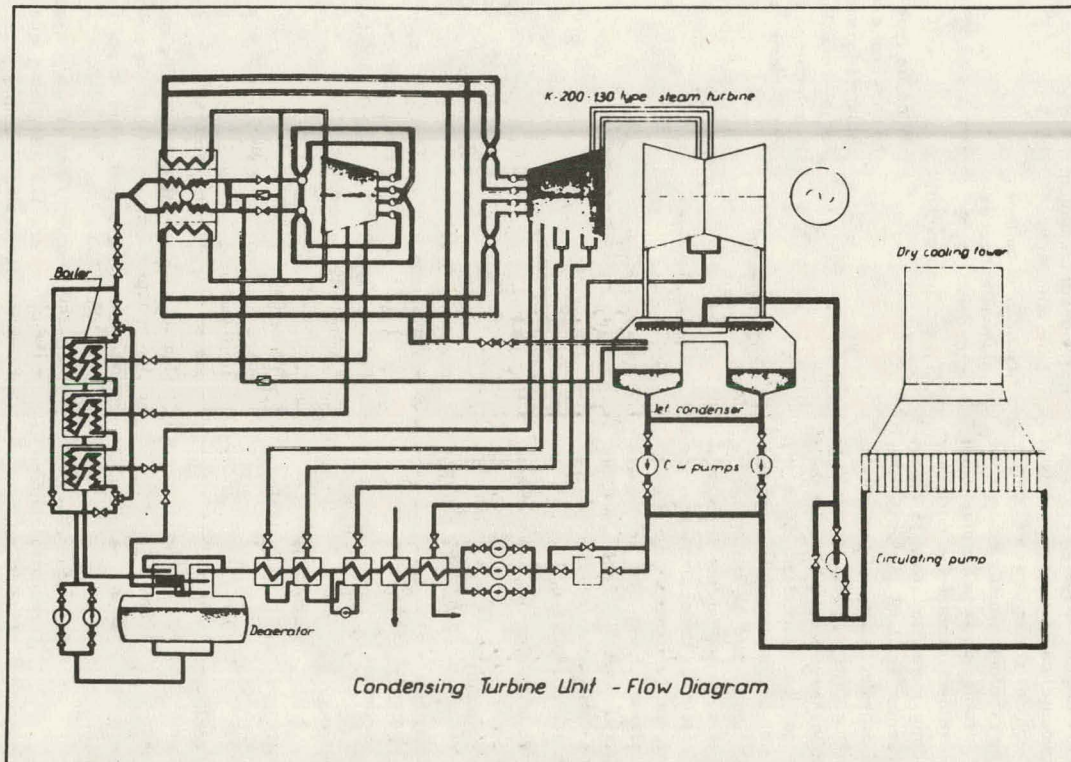 K-200-130 type steam turbine
Dry cooling tower
Boiler
Jet condenser
C w pumps
Circulating pump
Deaerator
Condensing Turbine Unit - Flow Diagram